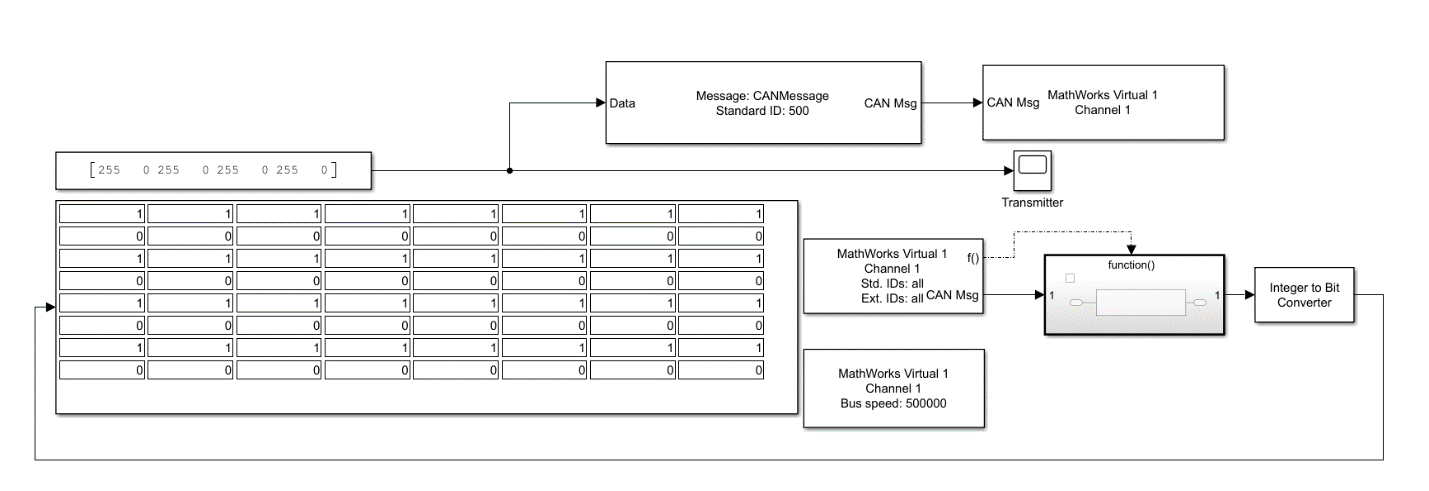 Message: CANMessage
Data
CAN Msg
Standard ID: 500
CAN Msg
MathWorks Virtual 1
Channel 1
[255 0 255 0 255 0 255 0]
Transmitter
1 1 1 1 1 1 1 1
0 0 0 0 0 0 0 0
1 1 1 1 1 1 1 1
0 0 0 0 0 0 0 0
1 1 1 1 1 1 1 1
0 0 0 0 0 0 0 0
1 1 1 1 1 1 1 1
0 0 0 0 0 0 0 0
MathWorks Virtual 1
f()
Channel 1
Std. IDs: all
Ext. IDs: all
CAN Msg
function()
1
1
Integer to Bit
Converter
MathWorks Virtual 1
Channel 1
Bus speed: 500000